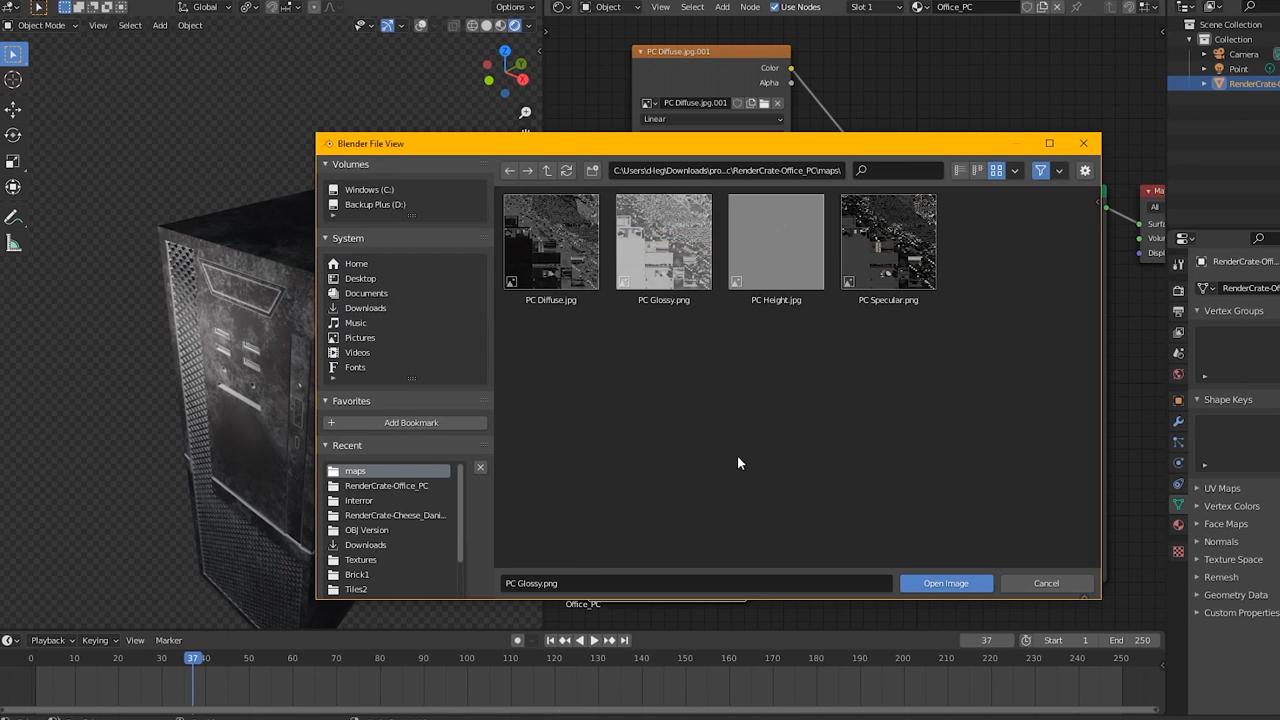 Global
Options
Object
View
Select
Add
Node
Use Nodes
Slot 1
Office_PC
Object Mode
View
Select
Add
Object
Scene Collection
Collection
Camera
Point
RenderCrate-O
PC Diffuse.jpg.001
Color
Alpha
PC Diffuse.jpg.001
Linear
Blender File View
Volumes
Windows (C:)
Backup Plus (D:)
System
Home
Desktop
Documents
Downloads
Music
Pictures
Videos
Fonts
Favorites
Add Bookmark
Recent
maps
RenderCrate-Office_PC
Interror
RenderCrate-Cheese_Dani...
OBJ Version
Downloads
Textures
Brick1
Tiles2
C:\Users\d-leg\Downloads\pro...c\RenderCrate-Office_PC\maps\
PC Diffuse.jpg
PC Glossy.png
PC Height.jpg
PC Specular.png
PC Glossy.png
Open Image
Cancel
Office_PC
Ma
All
Surfa
Volu
Displ
RenderCrate-Offi...
RenderCrate-Of
Vertex Groups
Shape Keys
UV Maps
Vertex Colors
Face Maps
Normals
Texture Space
Remesh
Geometry Data
Custom Properties
Playback
Keying
View
Marker
37
Start
1
End
250
0
10
20
30
37
40
50
60
70
80
90
100
110
120
130
140
150
160
170
180
190
200
210
220
230
240
250
X
Y
Z